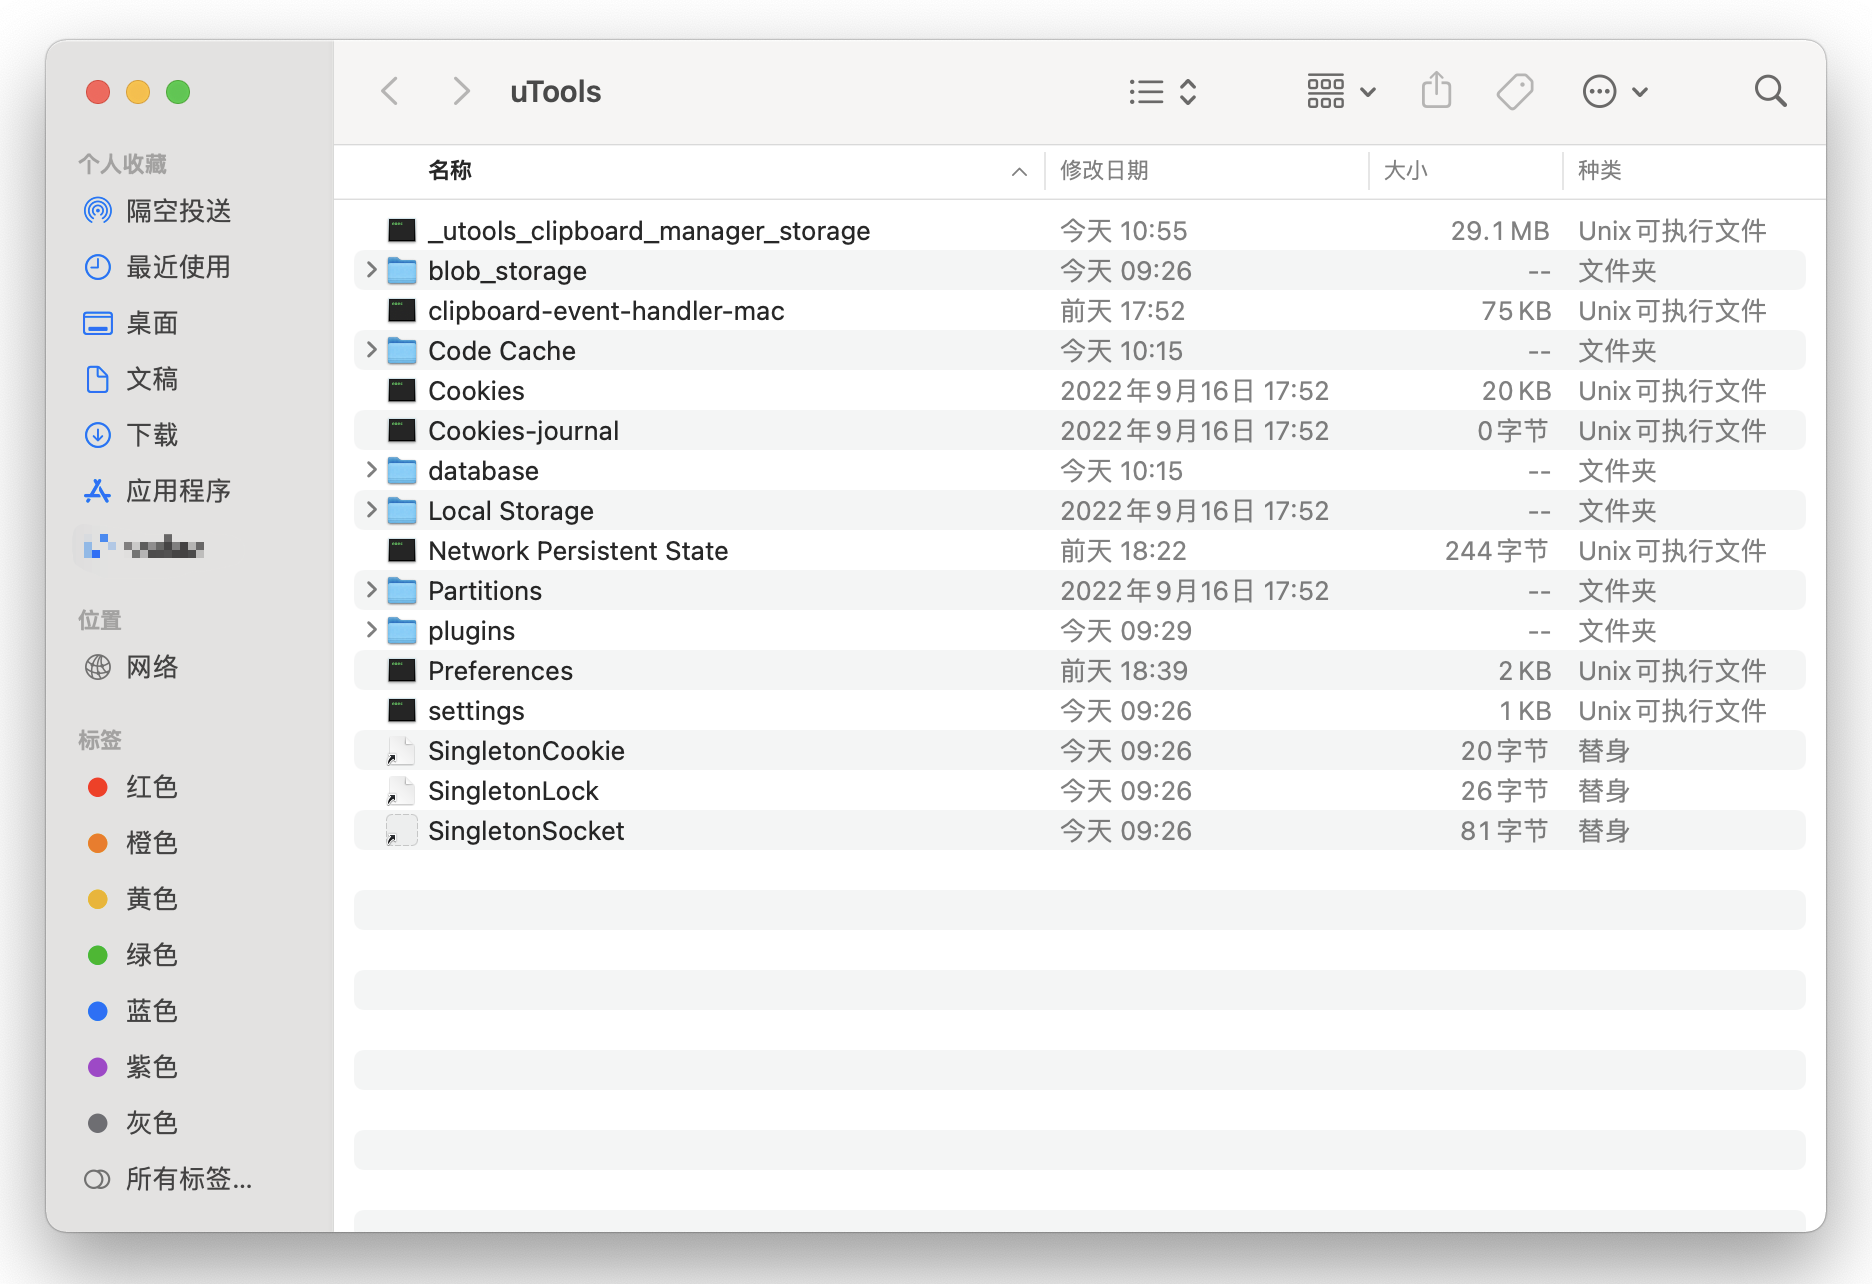 uTools
个人收藏
隔空投送
最近使用
桌面
文稿
下载
应用程序
位置
网络
标签
红色
橙色
黄色
绿色
蓝色
紫色
灰色
所有标签...
名称 修改日期 大小 种类
_utools_clipboard_manager_storage 今天 10:55 29.1 MB Unix可执行文件
blob_storage 今天 09:26 -- 文件夹
clipboard-event-handler-mac 前天 17:52 75 KB Unix可执行文件
Code Cache 今天 10:15 -- 文件夹
Cookies 2022年9月16日 17:52 20 KB Unix可执行文件
Cookies-journal 2022年9月16日 17:52 0字节 Unix可执行文件
database 今天 10:15 -- 文件夹
Local Storage 2022年9月16日 17:52 -- 文件夹
Network Persistent State 前天 18:22 244字节 Unix可执行文件
Partitions 2022年9月16日 17:52 -- 文件夹
plugins 今天 09:29 -- 文件夹
Preferences 前天 18:39 2 KB Unix可执行文件
settings 今天 09:26 1 KB Unix可执行文件
SingletonCookie 今天 09:26 20字节 替身
SingletonLock 今天 09:26 26字节 替身
SingletonSocket 今天 09:26 81字节 替身